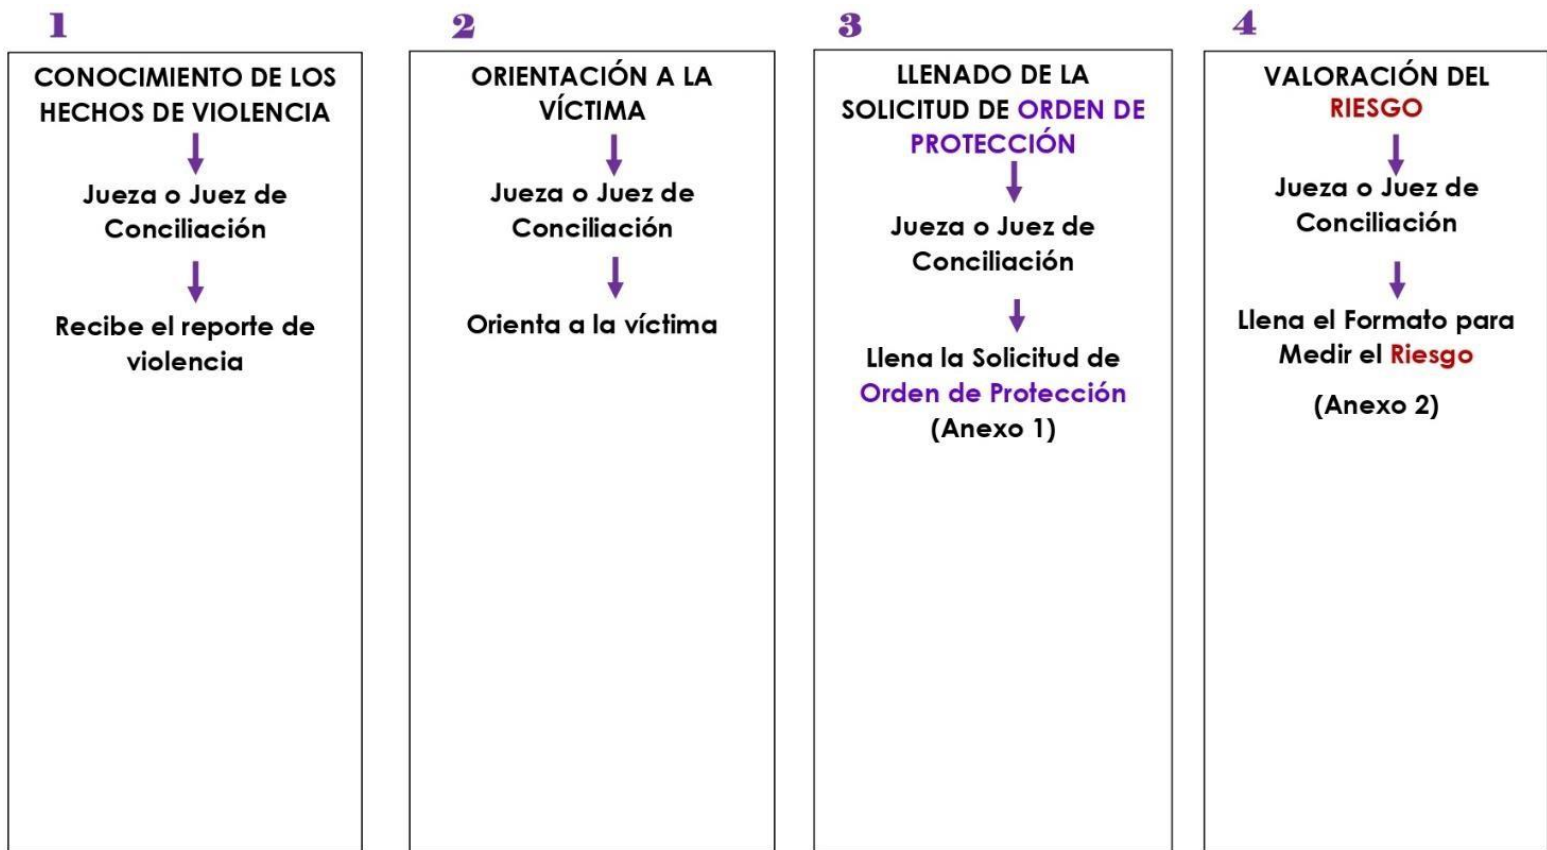 1
CONOCIMIENTO DE LOS
HECHOS DE VIOLENCIA
Jueza o Juez de
Conciliación
Recibe el reporte de
violencia
2
ORIENTACIÓN A LA
VÍCTIMA
Jueza o Juez de
Conciliación
Orienta a la víctima
3
LLENADO DE LA
SOLICITUD DE ORDEN DE
PROTECCIÓN
Jueza o Juez de
Conciliación
Llena la Solicitud de
Orden de Protección
(Anexo 1)
4
VALORACIÓN DEL
RIESGO
Jueza o Juez de
Conciliación
Llena el Formato para
Medir el Riesgo
(Anexo 2)